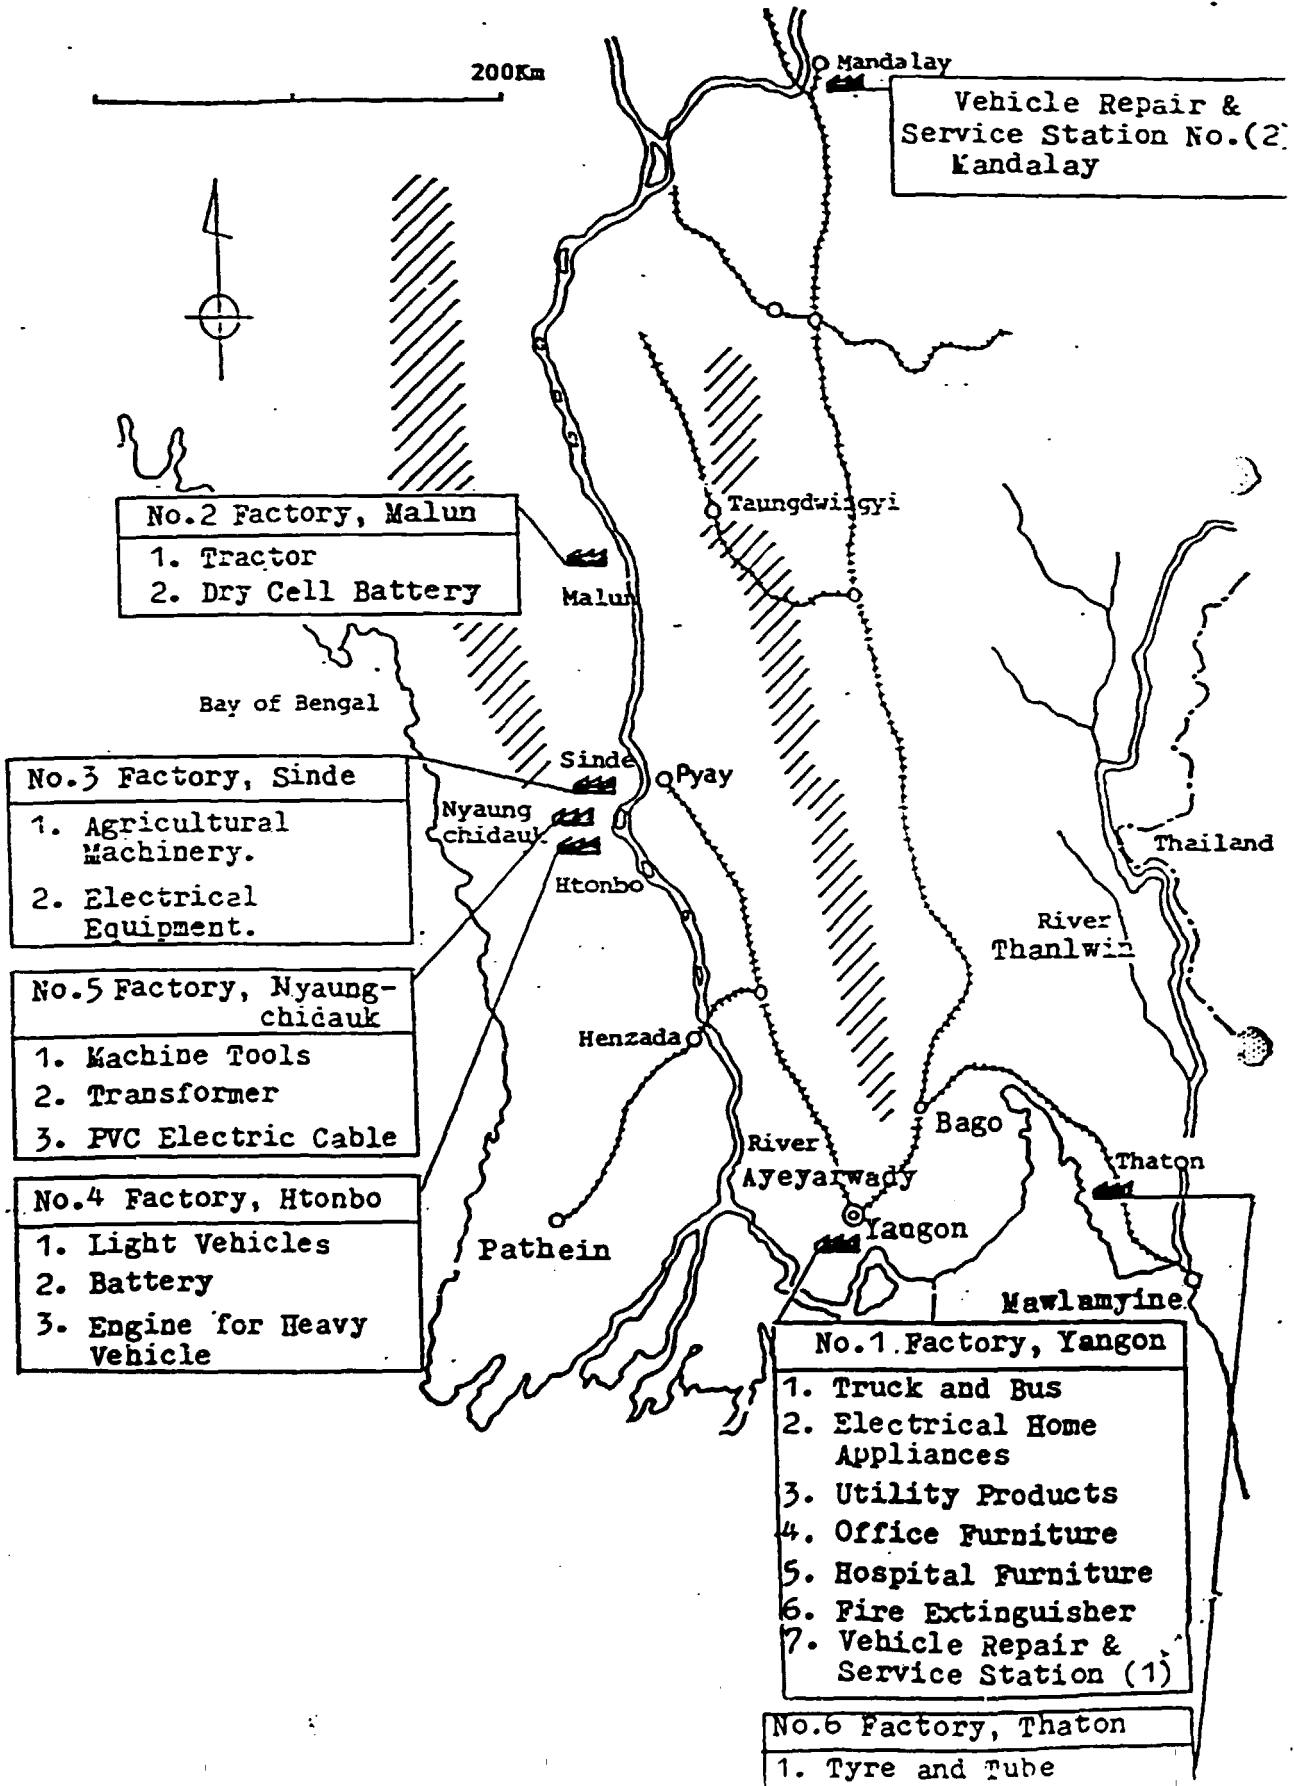 200Km
Mandalay
Vehicle Repair &
Service Station No.(2)
Mandalay
Taungdwingyi
No.2 Factory, Malun
1. Tractor
2. Dry Cell Battery
Malun
Bay of Bengal
Sinde
Pyay
No.3 Factory, Sinde
1. Agricultural
Machinery.
2. Electrical
Equipment.
Nyaung
chidauk
Htonbo
Thailand
River
Thanlwin
No.5 Factory, Nyaung-
chidauk
1. Machine Tools
2. Transformer
3. PVC Electric Cable
Henzada
Bago
River
Ayeyarwady
Thaton
No.4 Factory, Htonbo
1. Light Vehicles
2. Battery
3. Engine for Heavy
Vehicle
Pathein
Yangon
Mawlamyine
No.1 Factory, Yangon
1. Truck and Bus
2. Electrical Home
Appliances
3. Utility Products
4. Office Furniture
5. Hospital Furniture
6. Fire Extinguisher
7. Vehicle Repair &
Service Station (1)
No.6 Factory, Thaton
1. Tyre and Tube